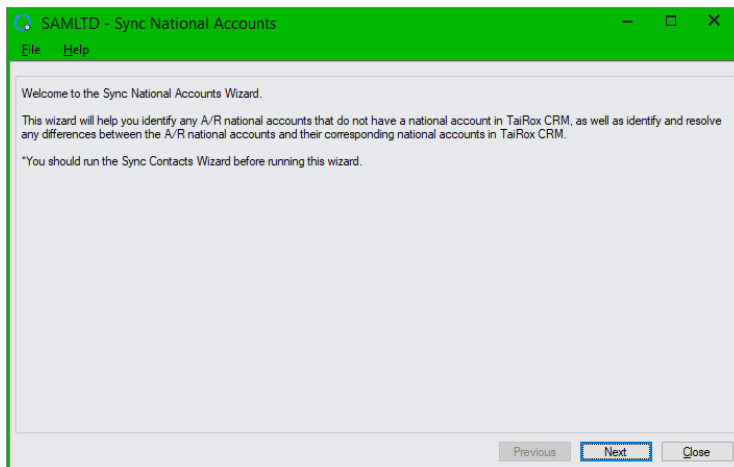 SAMLTD - Sync National Accounts
File Help
Welcome to the Sync National Accounts Wizard.
This wizard will help you identify any A/R national accounts that do not have a national account in TaiRox CRM, as well as identify and resolve
any differences between the A/R national accounts and their corresponding national accounts in TaiRox CRM.
*You should run the Sync Contacts Wizard before running this wizard.
Previous Next Close